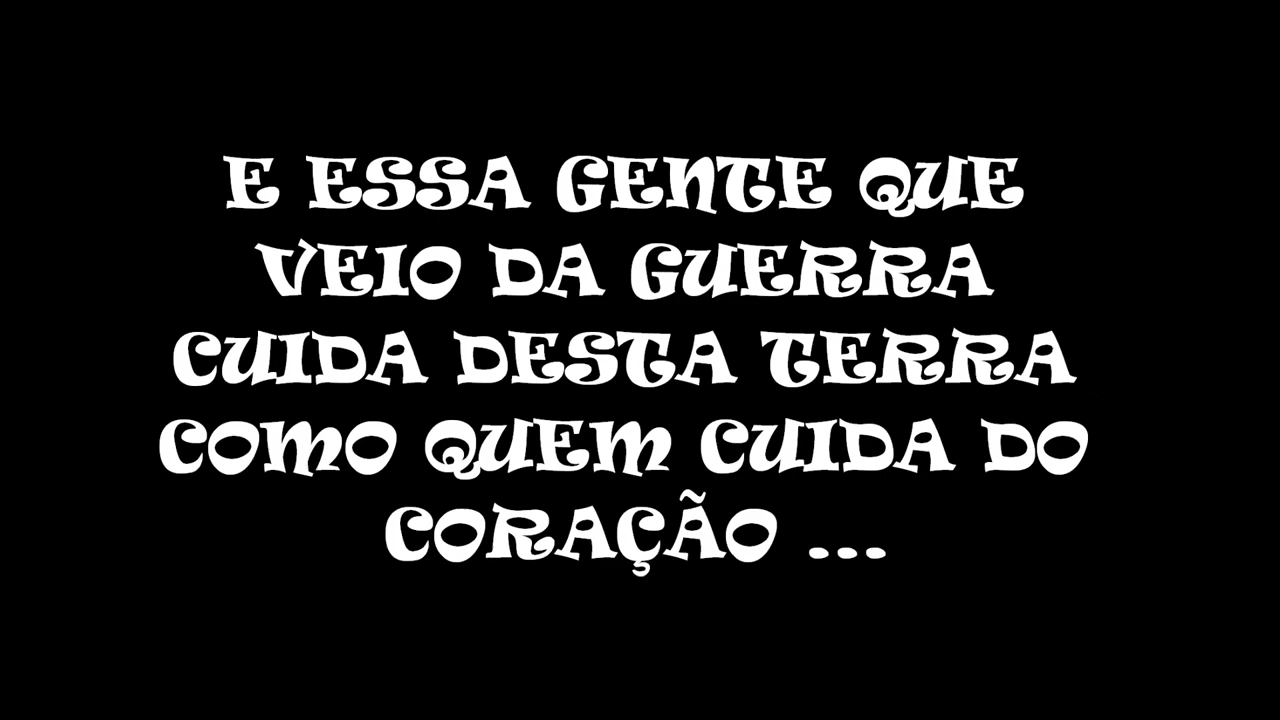 E ESSA GENTE QUE
VEIO DA GUERRA
CUIDA DESTA TERRA
COMO QUEM CUIDA DO
CORAÇÃO ...